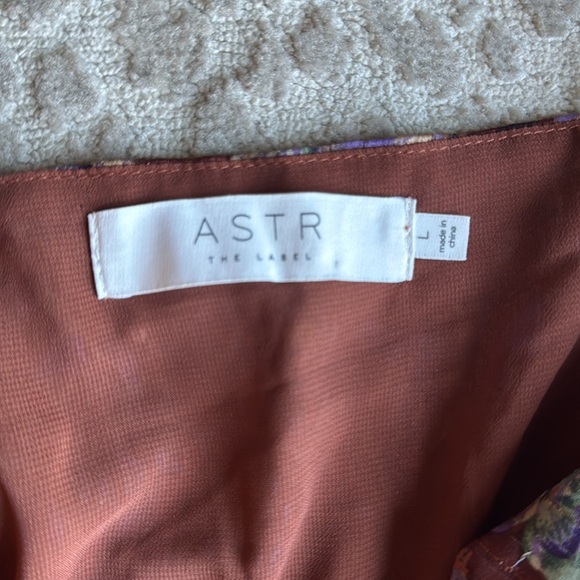 ASTR
THE LABEL
L
made in
china